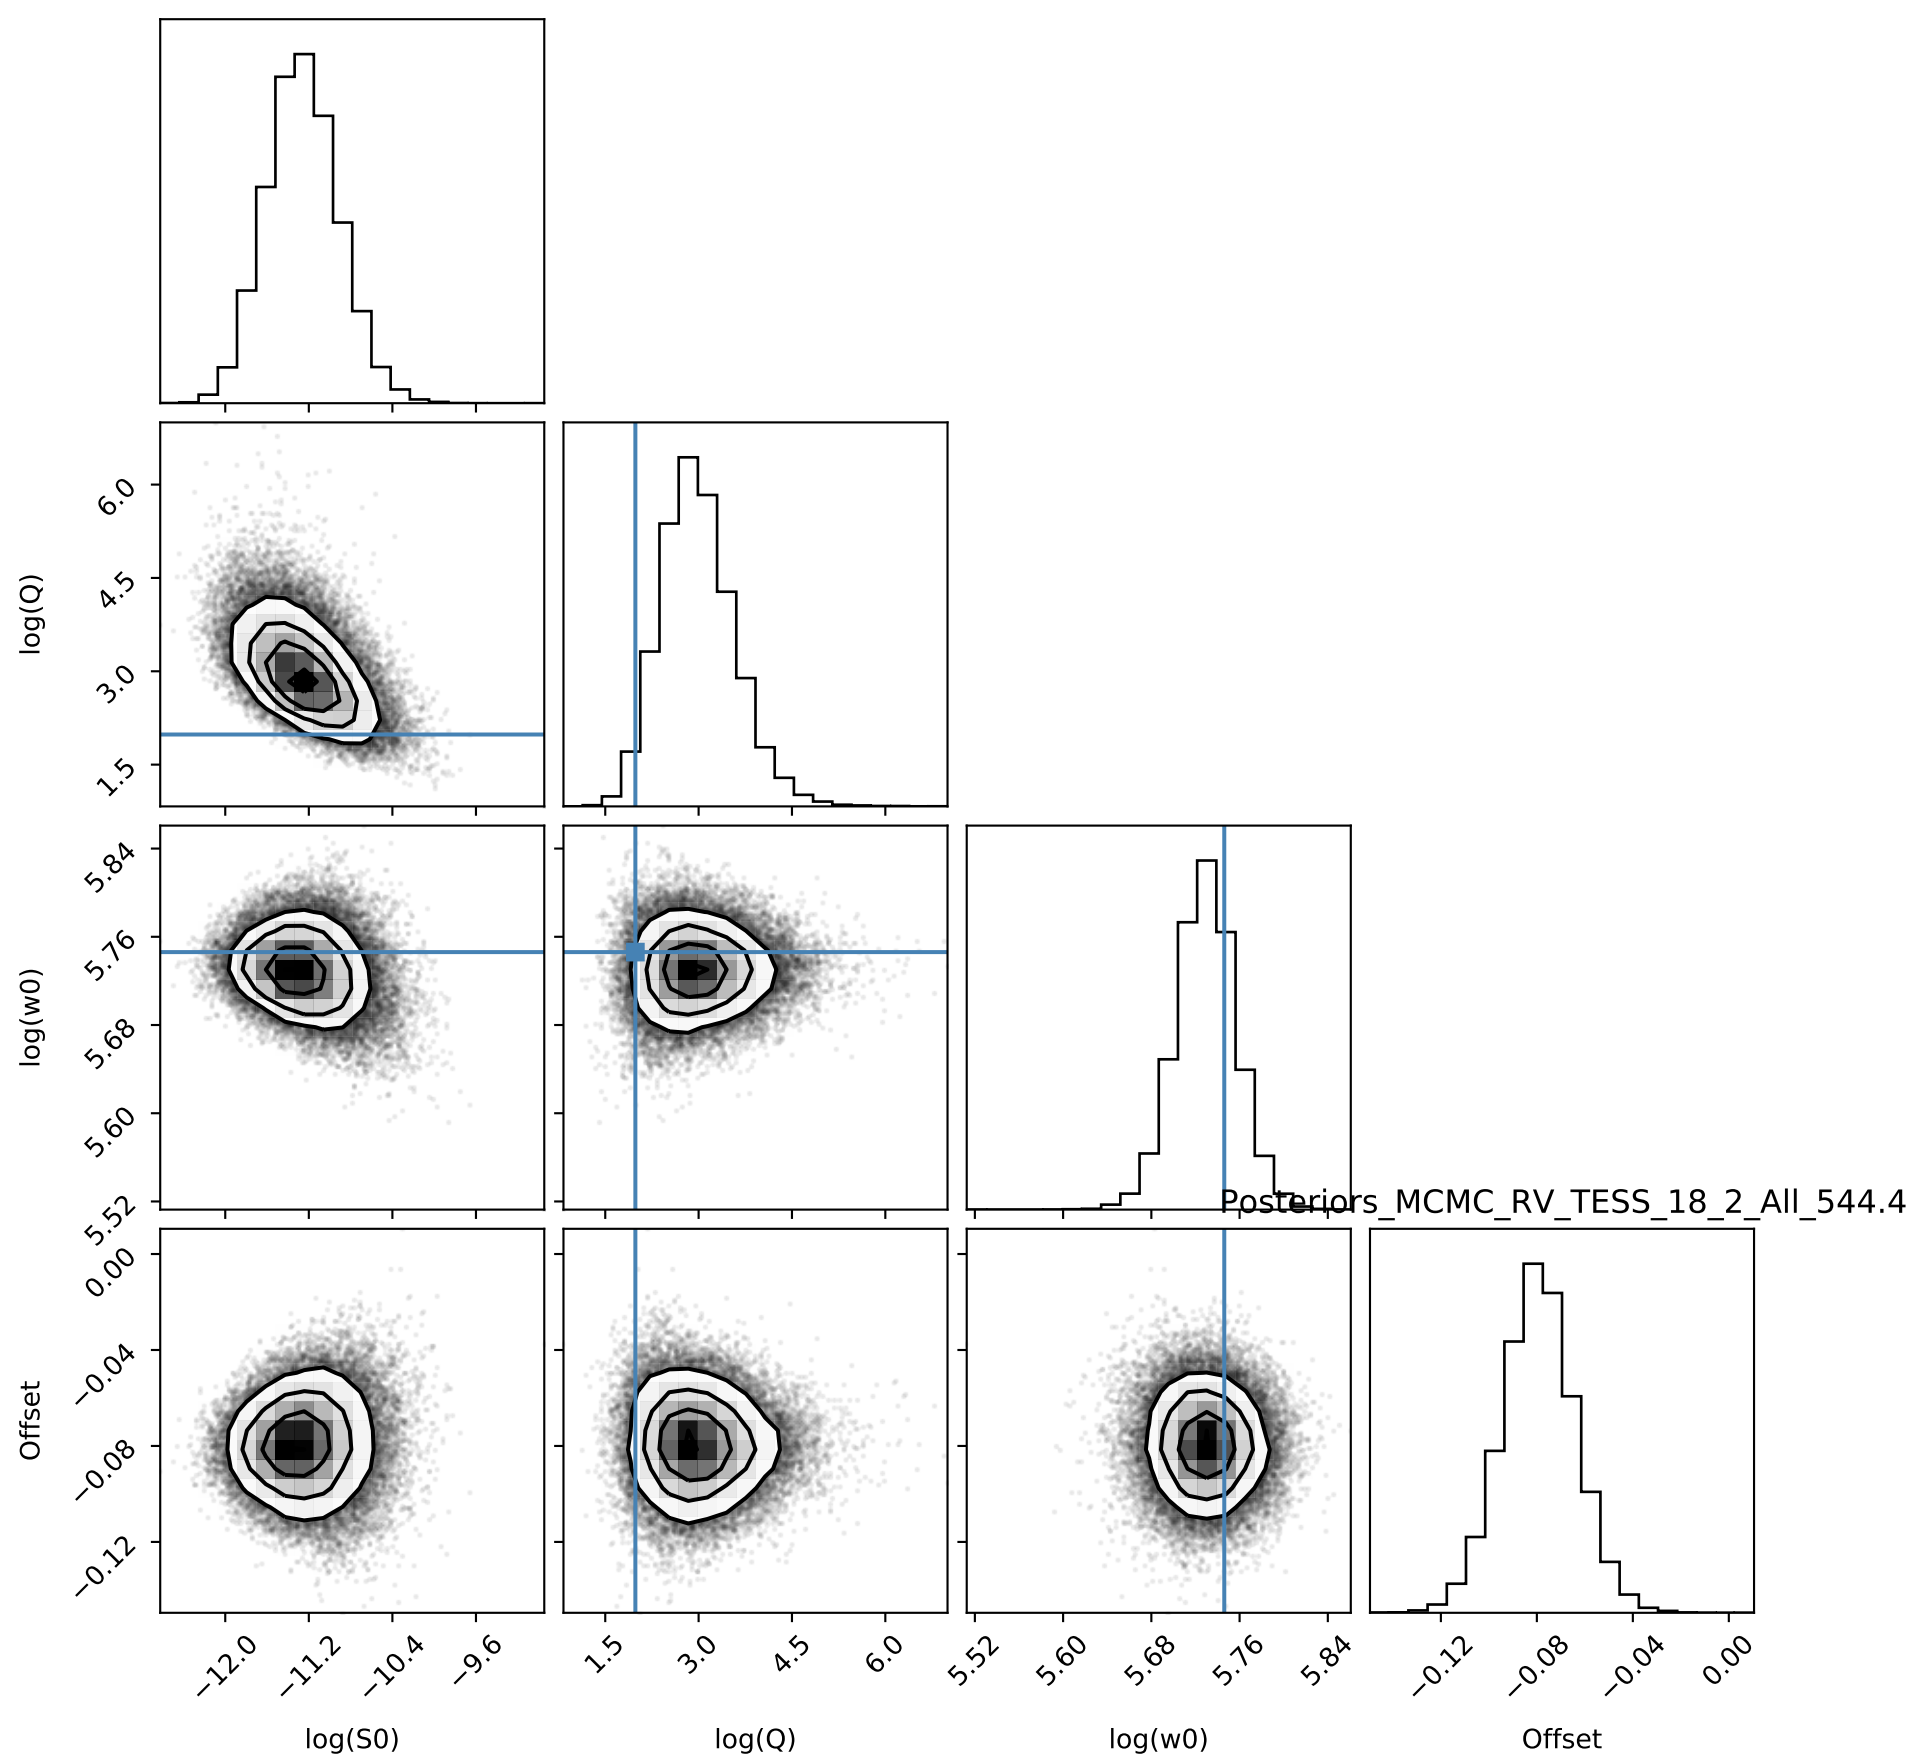 log(Q)
6.0
4.5
3.0
1.5
log(w0)
5.84
5.76
5.68
5.60
5.52
Posteriors_MCMC_RV_TESS_18_2_All_544.4
Offset
0.00
−0.04
−0.08
−0.12
−12.0 −11.2 −10.4 −9.6 1.5 3.0 4.5 6.0 5.52 5.60 5.68 5.76 5.84 −0.12 −0.08 −0.04 0.00
log(S0) log(Q) log(w0) Offset